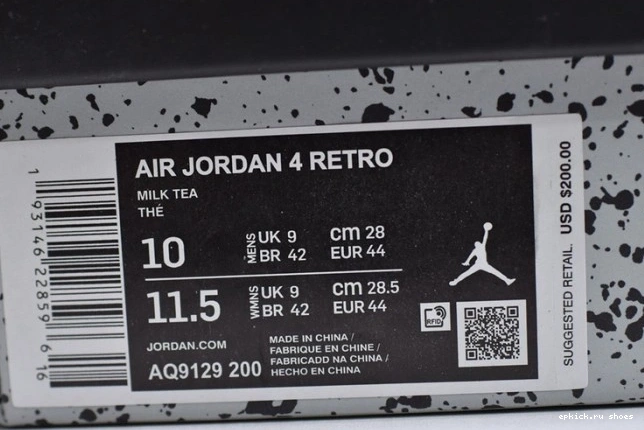 AIR JORDAN 4 RETRO
MILK TEA
THÉ
10 MENS UK 9 cm 28
BR 42 EUR 44
11.5 WMNS UK 9 cm 28.5
BR 42 EUR 44
RFID
JORDAN.COM
AQ9129 200
MADE IN CHINA /
FABRIQUE EN CHINE /
FABRICADO NA CHINA /
HECHO EN CHINA
1 93146 22859 6 16
SUGGESTED RETAIL. USD $200.00
epkick.ru shoes